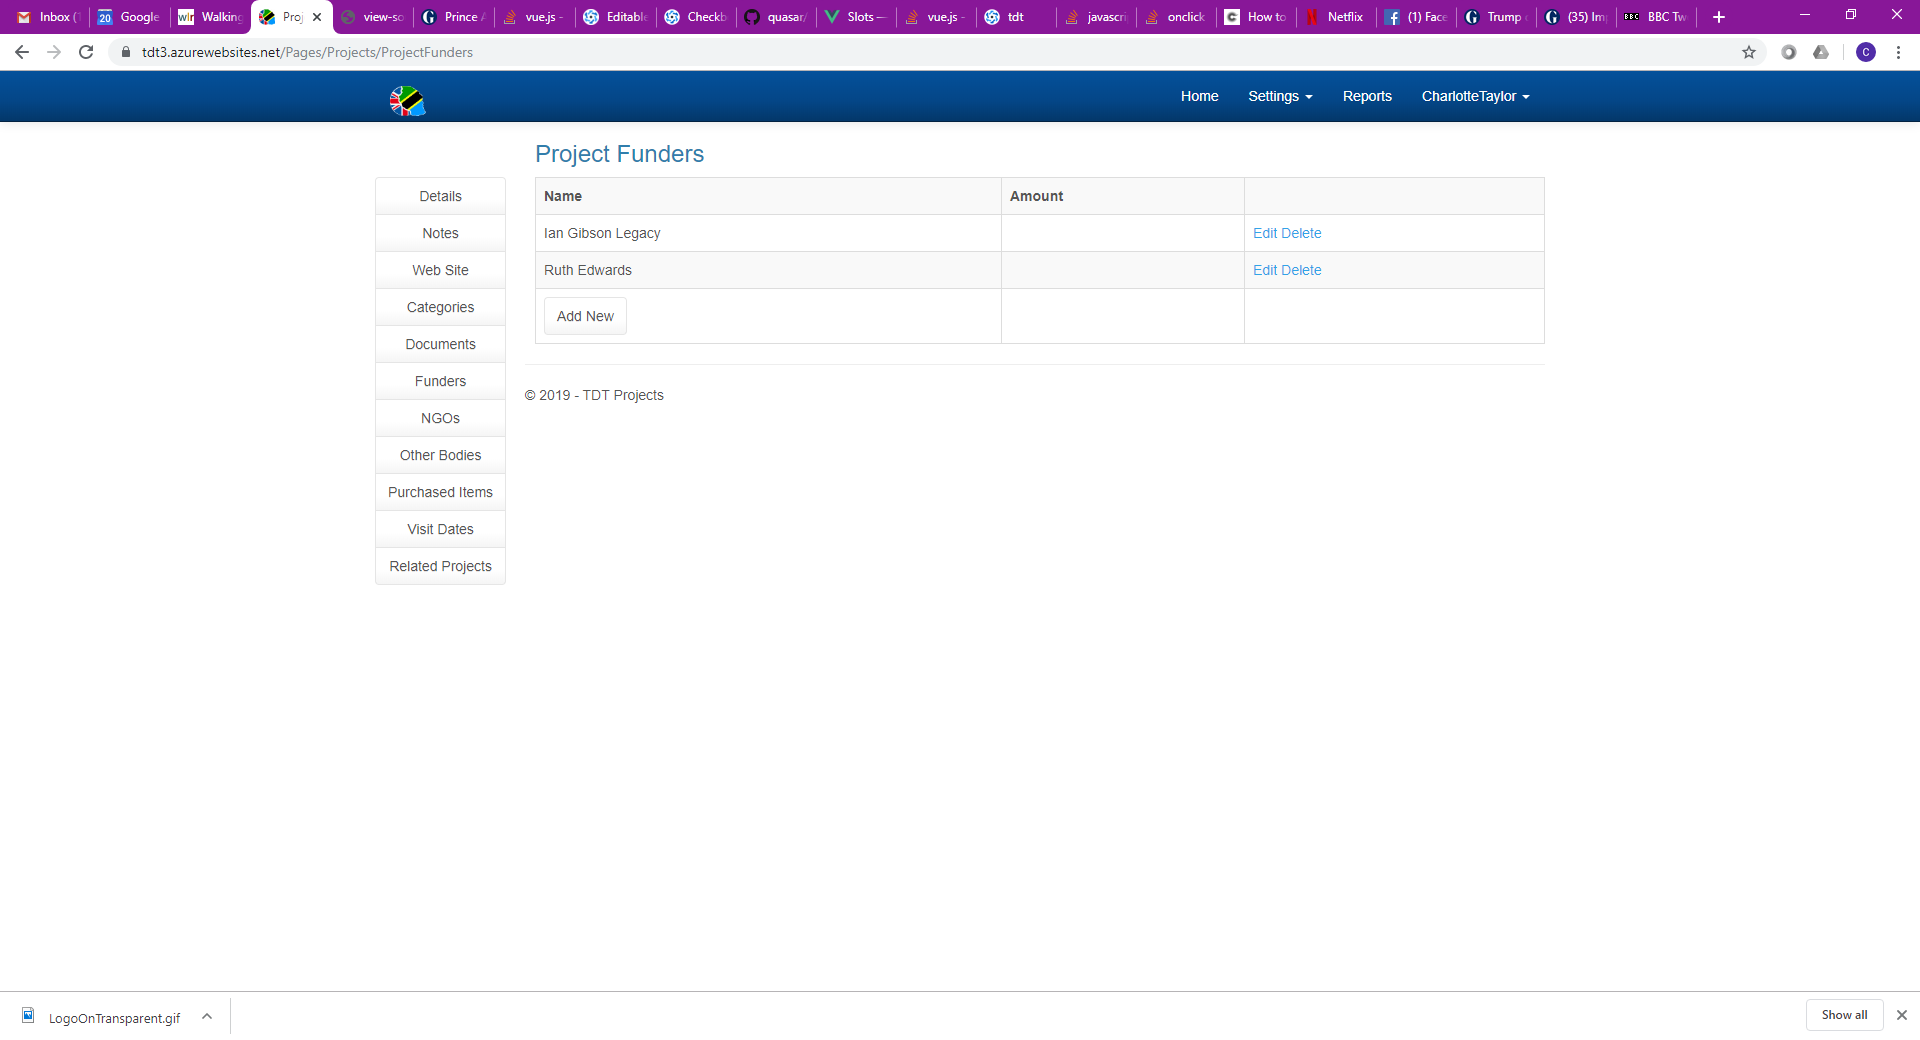 Inbox (1 Google Walking Proj view-so Prince A vue.js - Editable Checkb quasar/ Slots — vue.js - tdt javascri onclick How to Netflix (1) Face Trump (35) Im BBC Tw
tdt3.azurewebsites.net/Pages/Projects/ProjectFunders
Home Settings Reports CharlotteTaylor
Project Funders
Details
Notes
Web Site
Categories
Documents
Funders
NGOs
Other Bodies
Purchased Items
Visit Dates
Related Projects
Name Amount
Ian Gibson Legacy Edit Delete
Ruth Edwards Edit Delete
Add New
© 2019 - TDT Projects
LogoOnTransparent.gif Show all